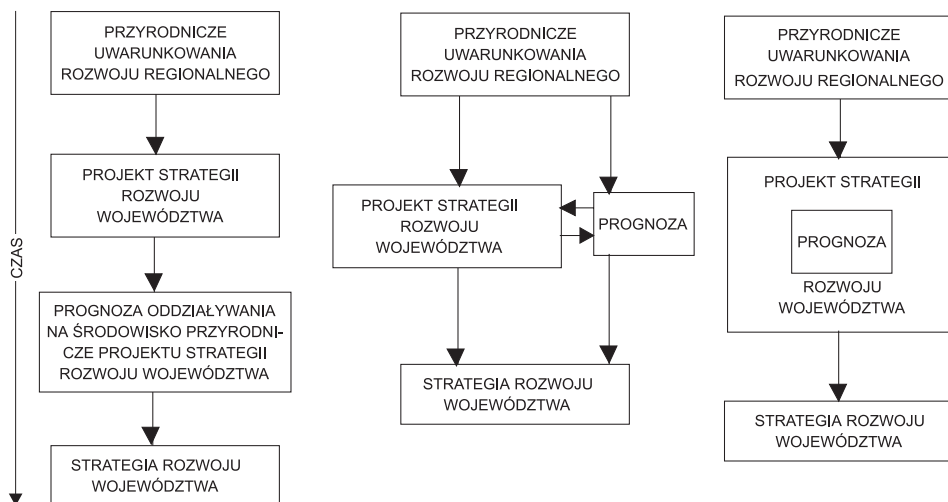 CZAS
PRZYRODNICZE
UWARUNKOWANIA
ROZWOJU REGIONALNEGO
PROJEKT STRATEGII
ROZWOJU
WOJEWÓDZTWA
PROGNOZA ODDZIAŁYWANIA
NA ŚRODOWISKO PRZYRODNI-
CZE PROJEKTU STRATEGII
ROZWOJU WOJEWÓDZTWA
STRATEGIA ROZWOJU
WOJEWÓDZTWA
PRZYRODNICZE
UWARUNKOWANIA
ROZWOJU REGIONALNEGO
PROJEKT STRATEGII
ROZWOJU
WOJEWÓDZTWA
PROGNOZA
STRATEGIA ROZWOJU
WOJEWÓDZTWA
PRZYRODNICZE
UWARUNKOWANIA
ROZWOJU REGIONALNEGO
PROJEKT STRATEGII
PROGNOZA
ROZWOJU
WOJEWÓDZTWA
STRATEGIA ROZWOJU
WOJEWÓDZTWA